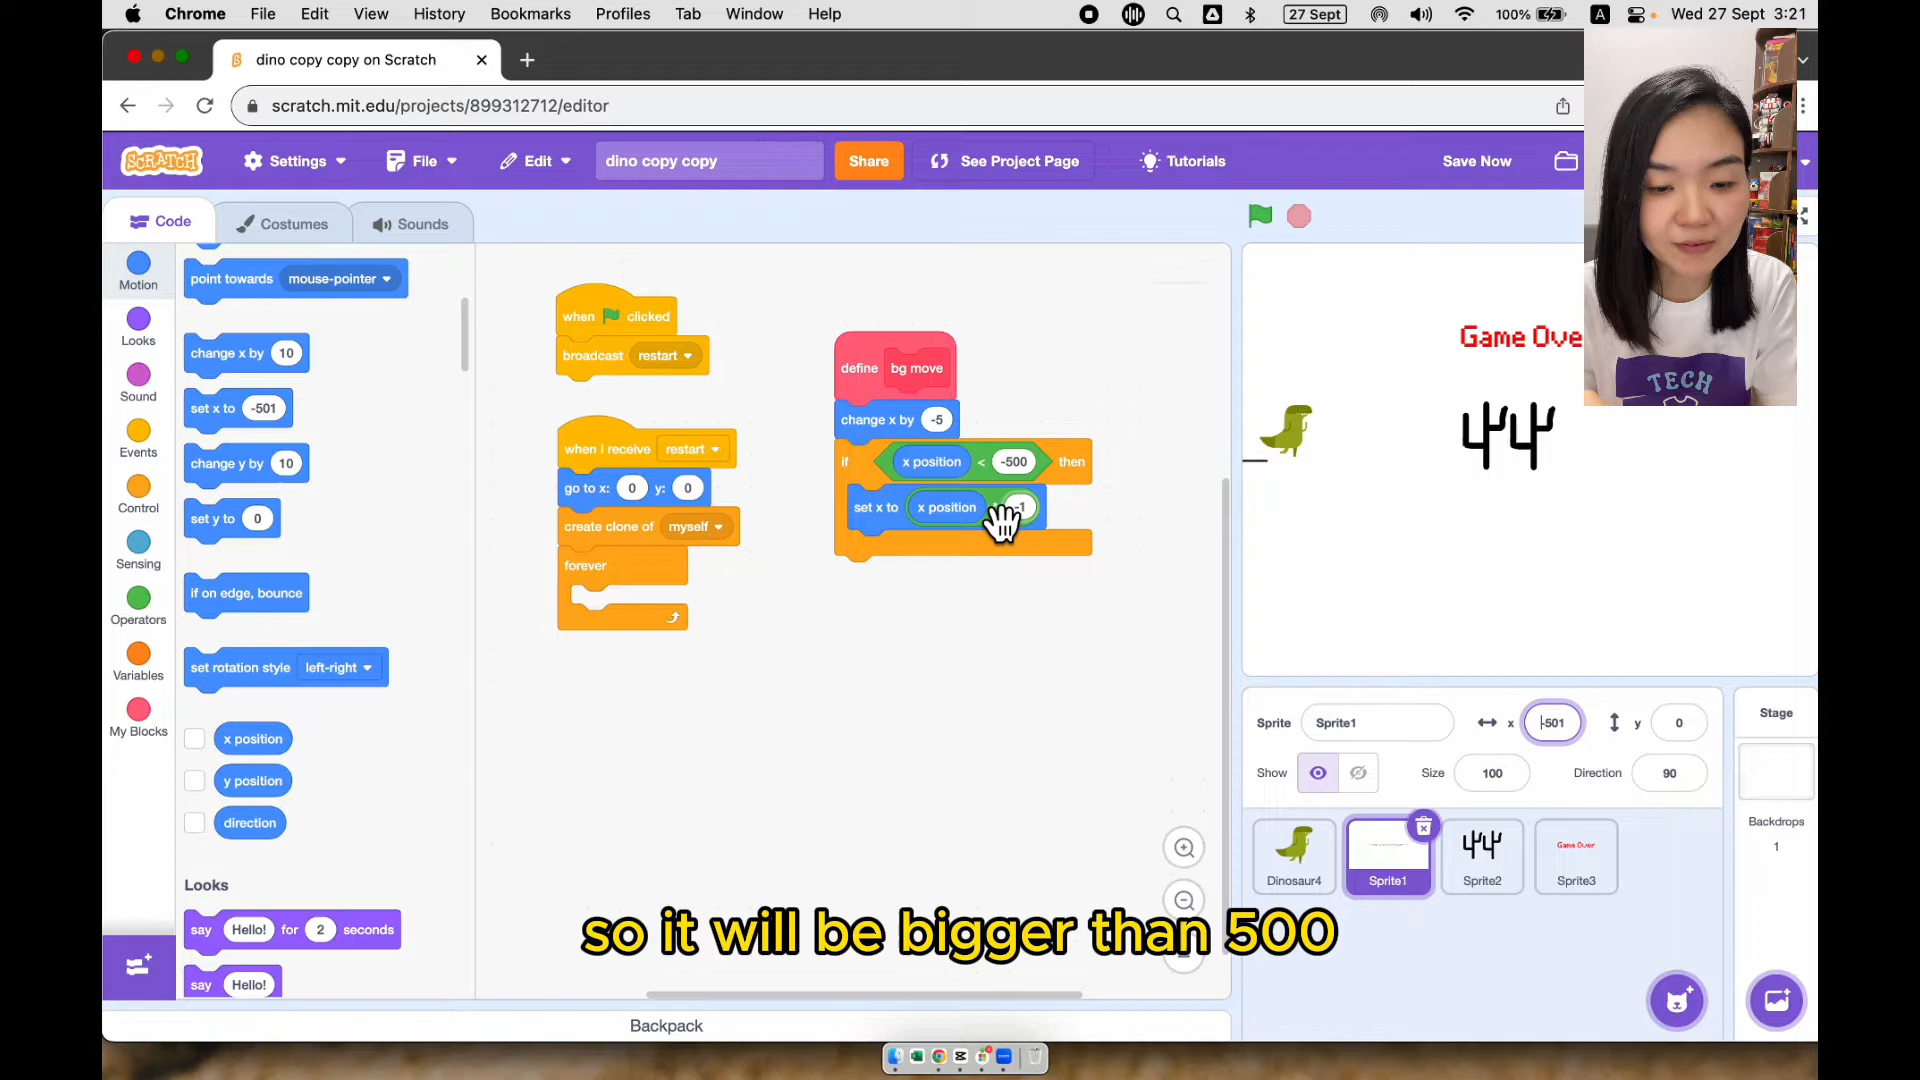 Chrome File Edit View History Bookmarks Profiles Tab Window Help
27 Sept 100% A Wed 27 Sept 3:21
dino copy copy on Scratch
scratch.mit.edu/projects/899312712/editor
SCRATCH Settings File Edit dino copy copy Share See Project Page Tutorials Save Now
Code Costumes Sounds
Motion
Looks
Sound
Events
Control
Sensing
Operators
Variables
My Blocks
point towards mouse-pointer
change x by 10
set x to -501
change y by 10
set y to 0
if on edge, bounce
set rotation style left-right
x position
y position
direction
Looks
say Hello! for 2 seconds
say Hello!
when clicked
broadcast restart
when I receive restart
go to x: 0 y: 0
create clone of myself
forever
define bg move
change x by -5
if x position < -500 then
set x to x position -1
Game Ove
TECH
Sprite Sprite1 x -501 y 0
Show Size 100 Direction 90
Dinosaur4
Sprite1
Sprite2
Game Over
Sprite3
Stage
Backdrops
1
so it will be bigger than 500
Backpack